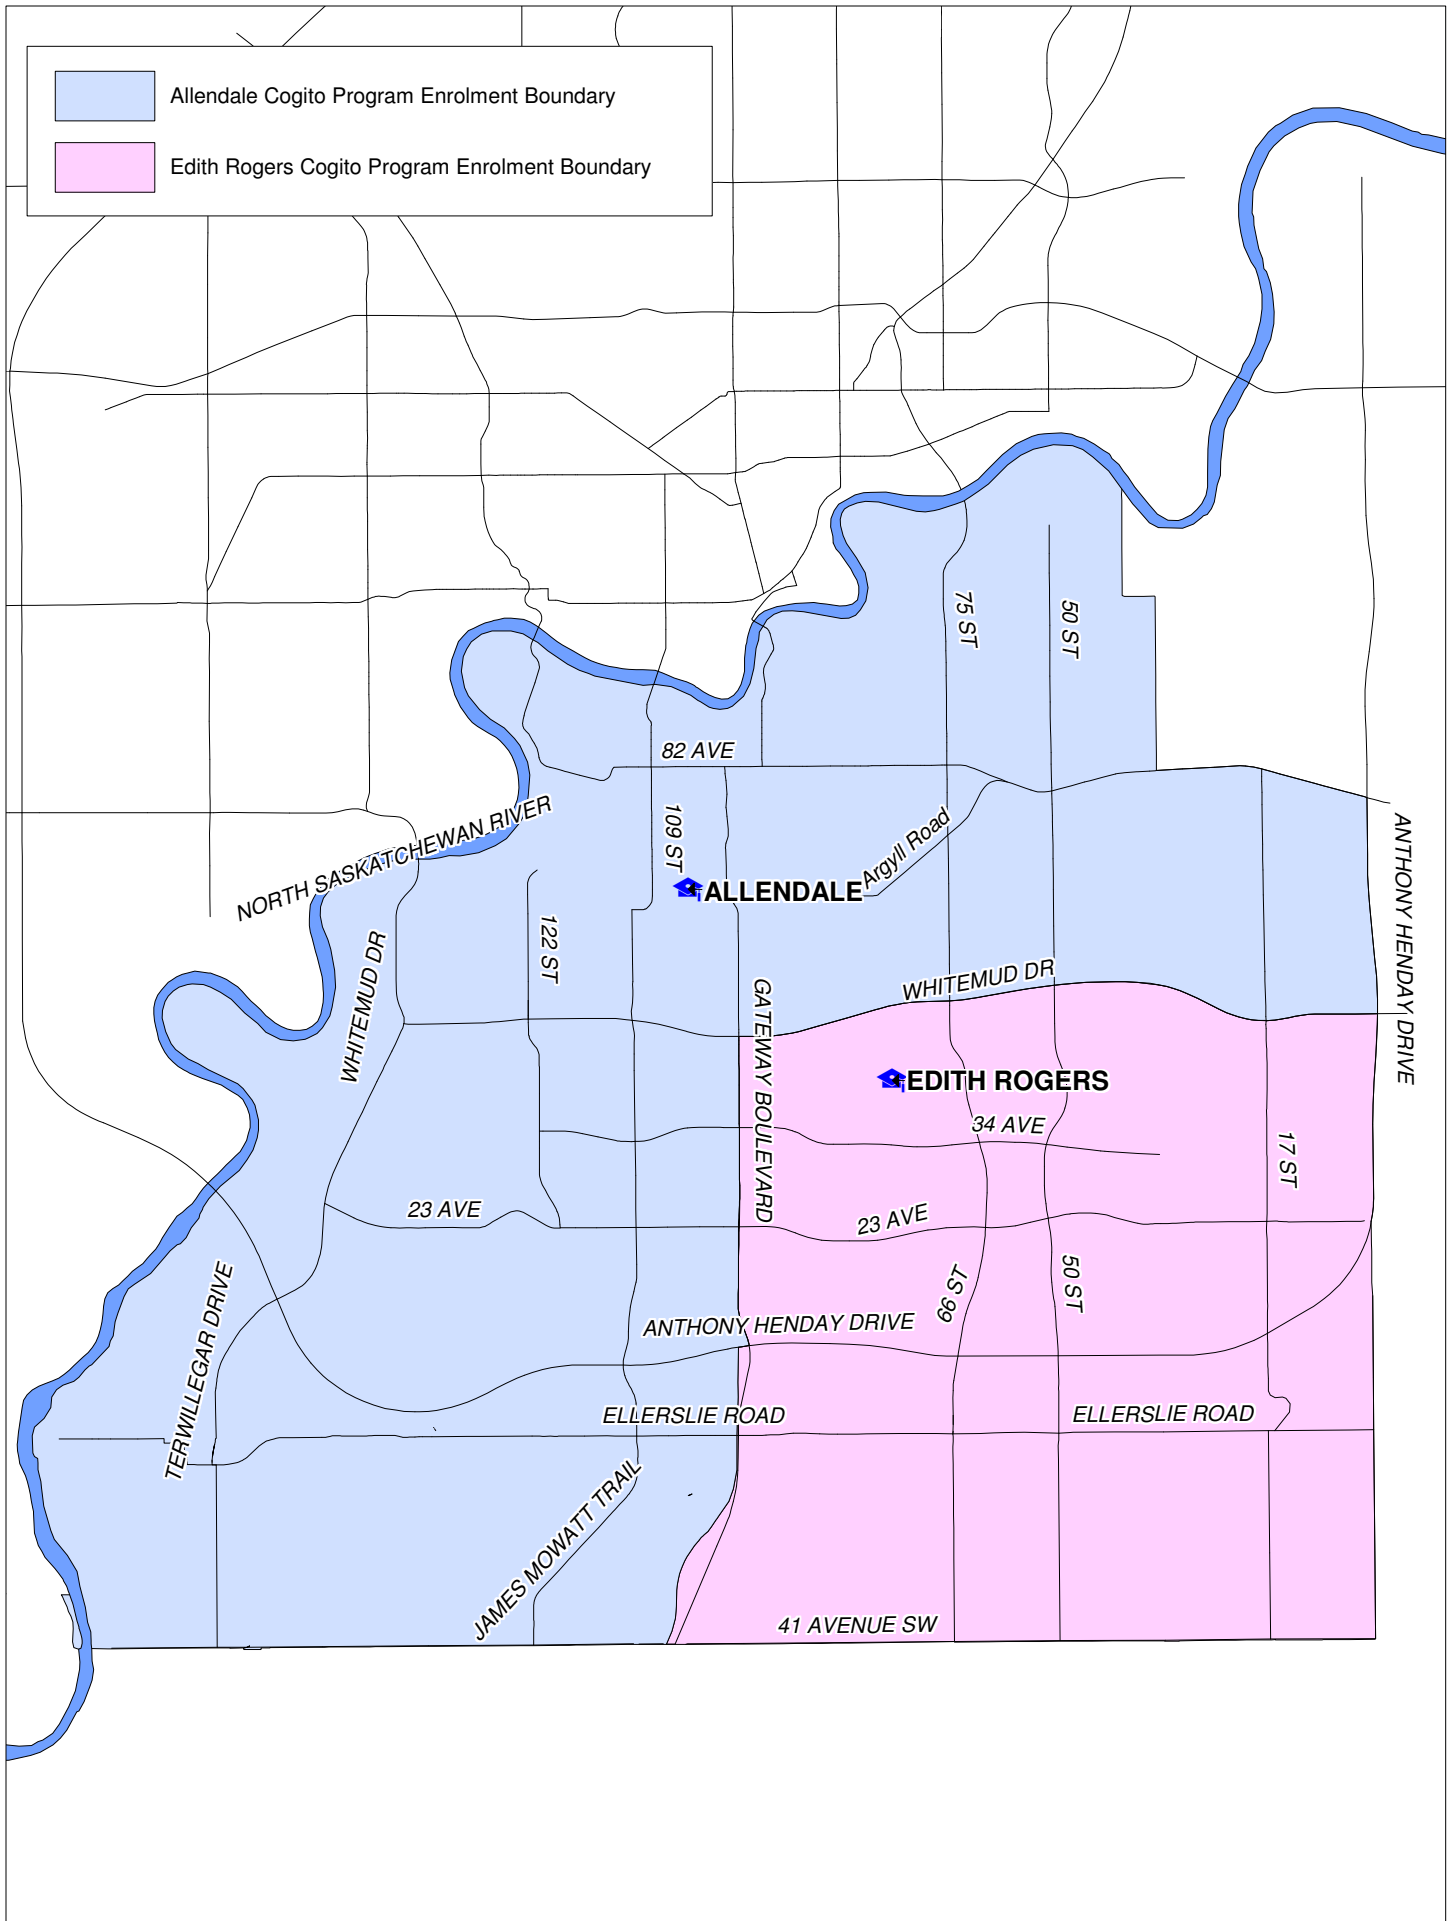 Allendale Cogito Program Enrolment Boundary
Edith Rogers Cogito Program Enrolment Boundary
75 ST
50 ST
82 AVE
NORTH SASKATCHEWAN RIVER
109 ST
Argyll Road
ALLENDALE
ANTHONY HENDAY DRIVE
122 ST
WHITEMUD DR
WHITEMUD DR
GATEWAY BOULEVARD
EDITH ROGERS
34 AVE
17 ST
23 AVE
23 AVE
66 ST
50 ST
TERWILLEGAR DRIVE
ANTHONY HENDAY DRIVE
ELLERSLIE ROAD
ELLERSLIE ROAD
JAMES MOWATT TRAIL
41 AVENUE SW